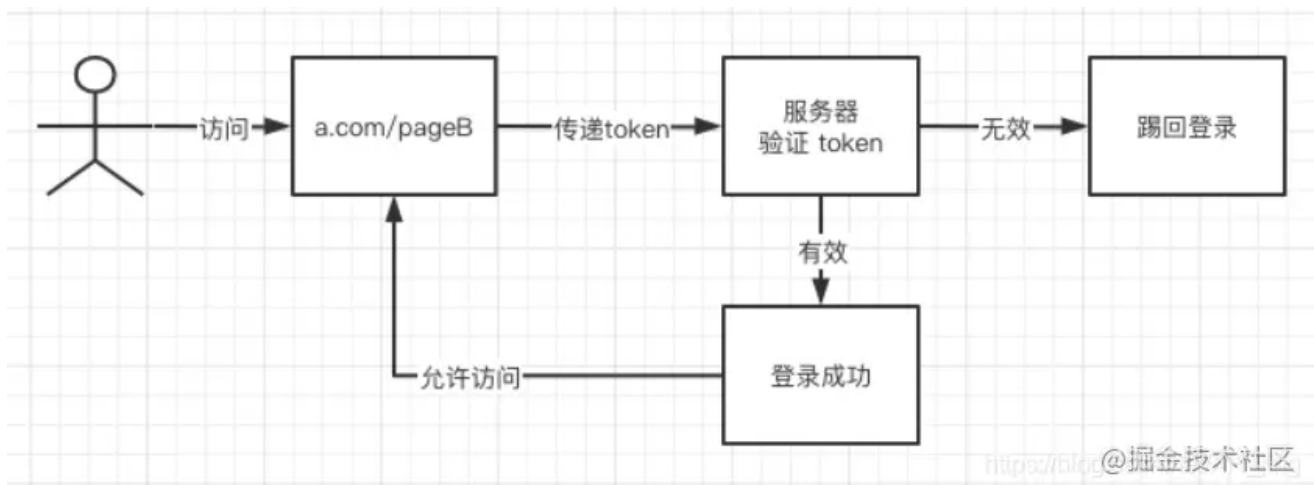 访问
a.com/pageB
传递token
服务器
验证 token
无效
踢回登录
有效
登录成功
允许访问
@掘金技术社区